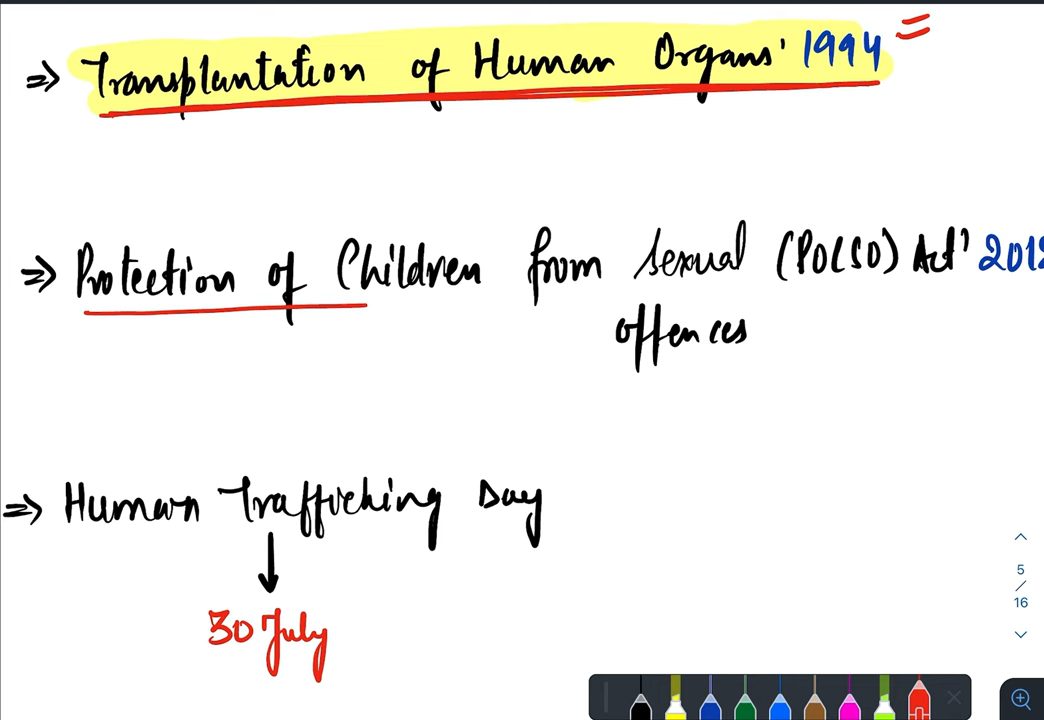 ⇒ Transplantation of Human Organs' 1994
⇒ Protection of Children from Sexual (POCSO) Act' 2012
offences
⇒ Human Trafficking Day
30 July
5
/
16